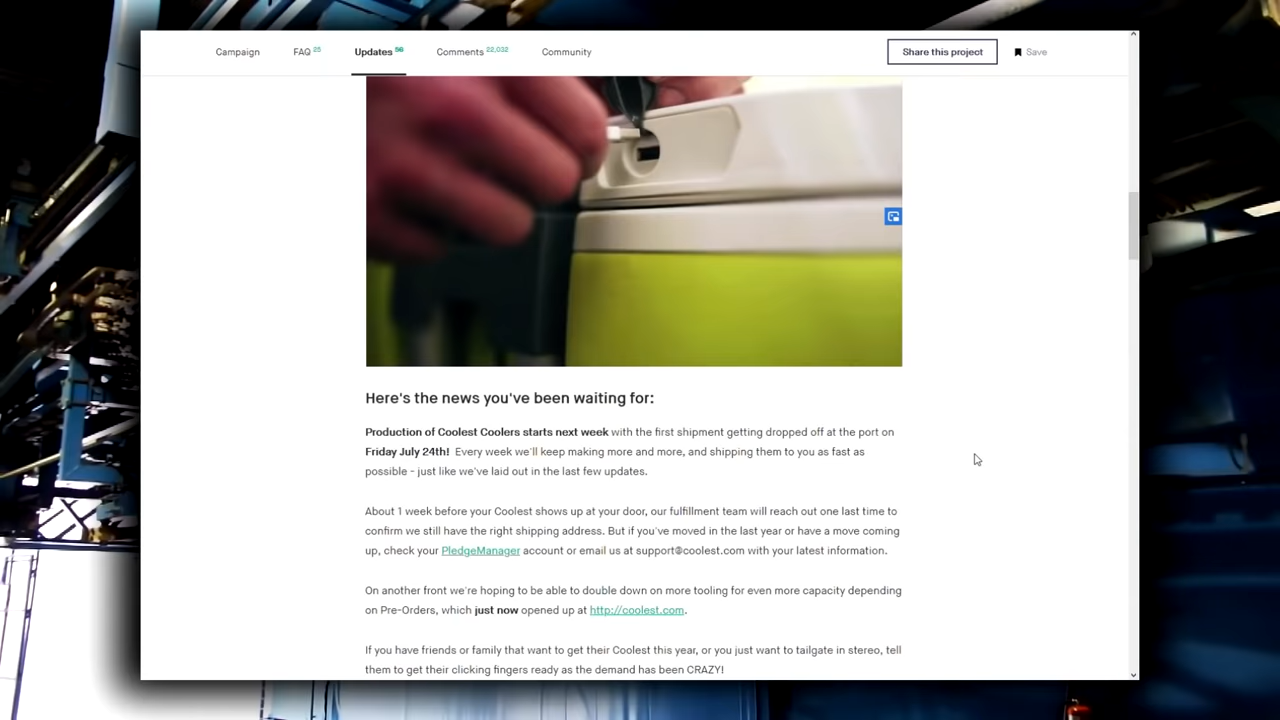 Campaign FAQ 25 Updates 56 Comments 22,032 Community Share this project Save
Here's the news you've been waiting for:
Production of Coolest Coolers starts next week with the first shipment getting dropped off at the port on
Friday July 24th! Every week we'll keep making more and more, and shipping them to you as fast as
possible - just like we've laid out in the last few updates.
About 1 week before your Coolest shows up at your door, our fulfillment team will reach out one last time to
confirm we still have the right shipping address. But if you've moved in the last year or have a move coming
up, check your PledgeManager account or email us at support@coolest.com with your latest information.
On another front we're hoping to be able to double down on more tooling for even more capacity depending
on Pre-Orders, which just now opened up at http://coolest.com.
If you have friends or family that want to get their Coolest this year, or you just want to tailgate in stereo, tell
them to get their clicking fingers ready as the demand has been CRAZY!